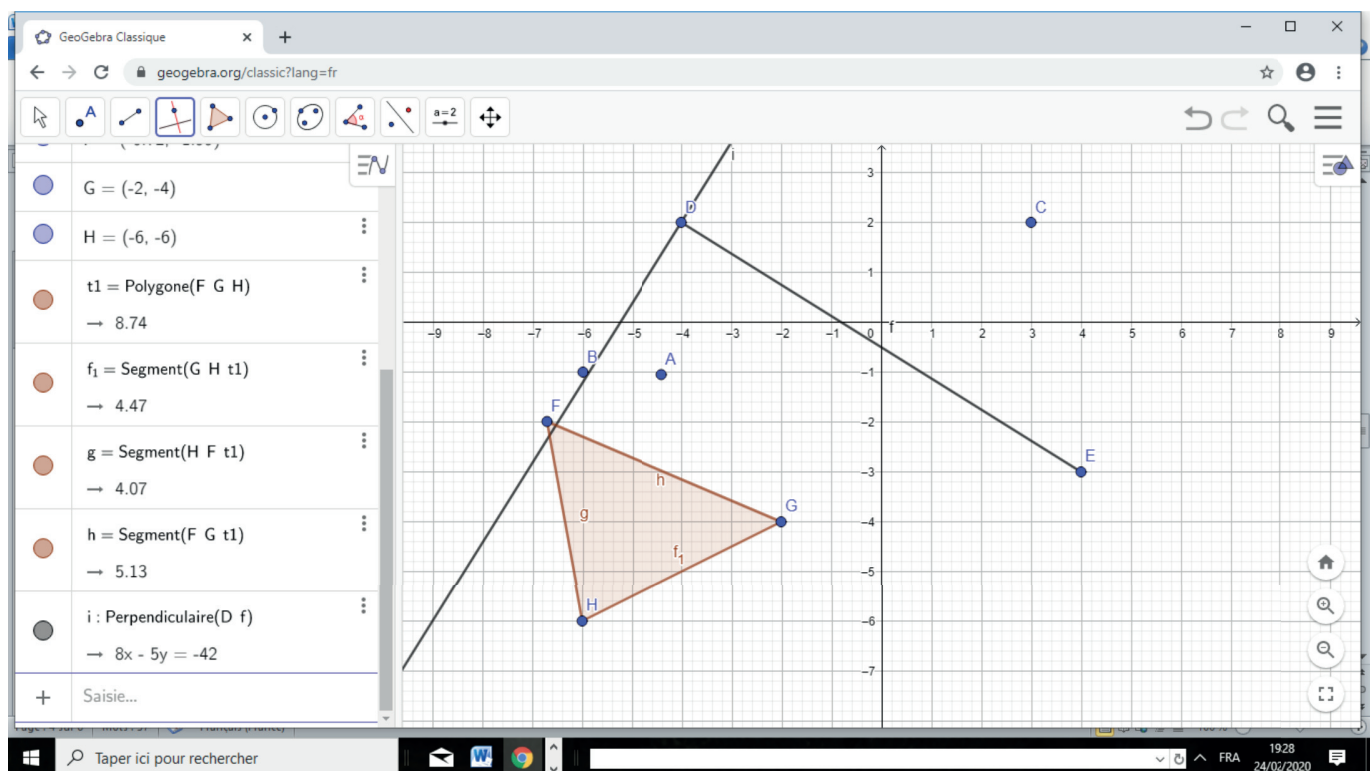 GeoGebra Classique
geogebra.org/classic?lang=fr
A
α
a=2
G = (-2, -4)
H = (-6, -6)
t1 = Polygone(F G H)
→ 8.74
f₁ = Segment(G H t1)
→ 4.47
g = Segment(H F t1)
→ 4.07
h = Segment(F G t1)
→ 5.13
i : Perpendiculaire(D f)
→ 8x - 5y = -42
Saisie...
i
3
D
2
C
1
-9 -8 -7 -6 -5 -4 -3 -2 -1 0 f 1 2 3 4 5 6 7 8 9
B
A
-1
F
-2
E
-3
h
g
G
-4
f₁
-5
H
-6
-7
Taper ici pour rechercher
W
FRA
1928
24/02/2020